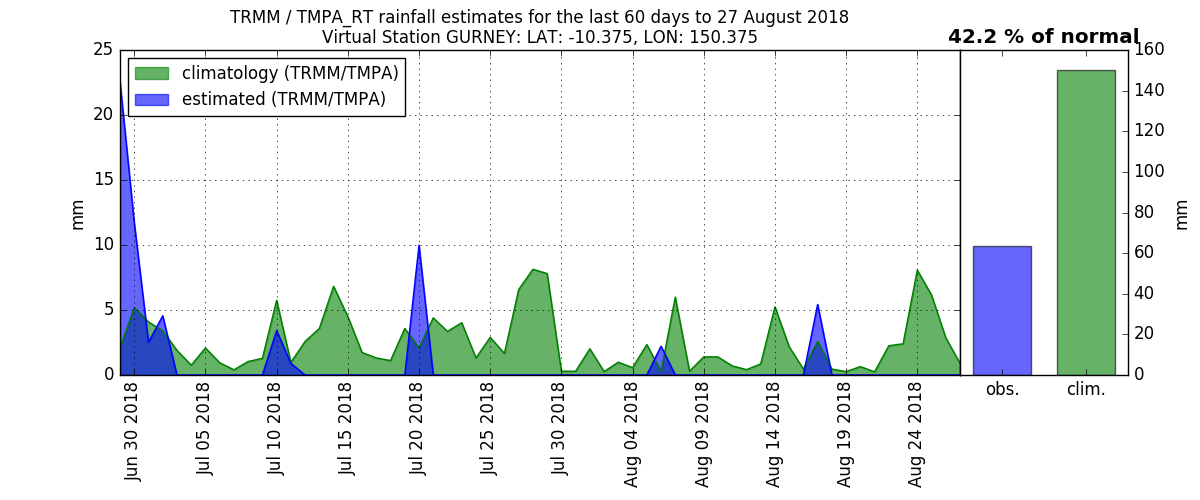 TRMM / TMPA_RT rainfall estimates for the last 60 days to 27 August 2018
Virtual Station GURNEY: LAT: -10.375, LON: 150.375
42.2 % of normal
climatology (TRMM/TMPA)
estimated (TRMM/TMPA)
25
20
15
10
5
0
mm
Jun 30 2018
Jul 05 2018
Jul 10 2018
Jul 15 2018
Jul 20 2018
Jul 25 2018
Jul 30 2018
Aug 04 2018
Aug 09 2018
Aug 14 2018
Aug 19 2018
Aug 24 2018
obs.
clim.
160
140
120
100
80
60
40
20
0
mm